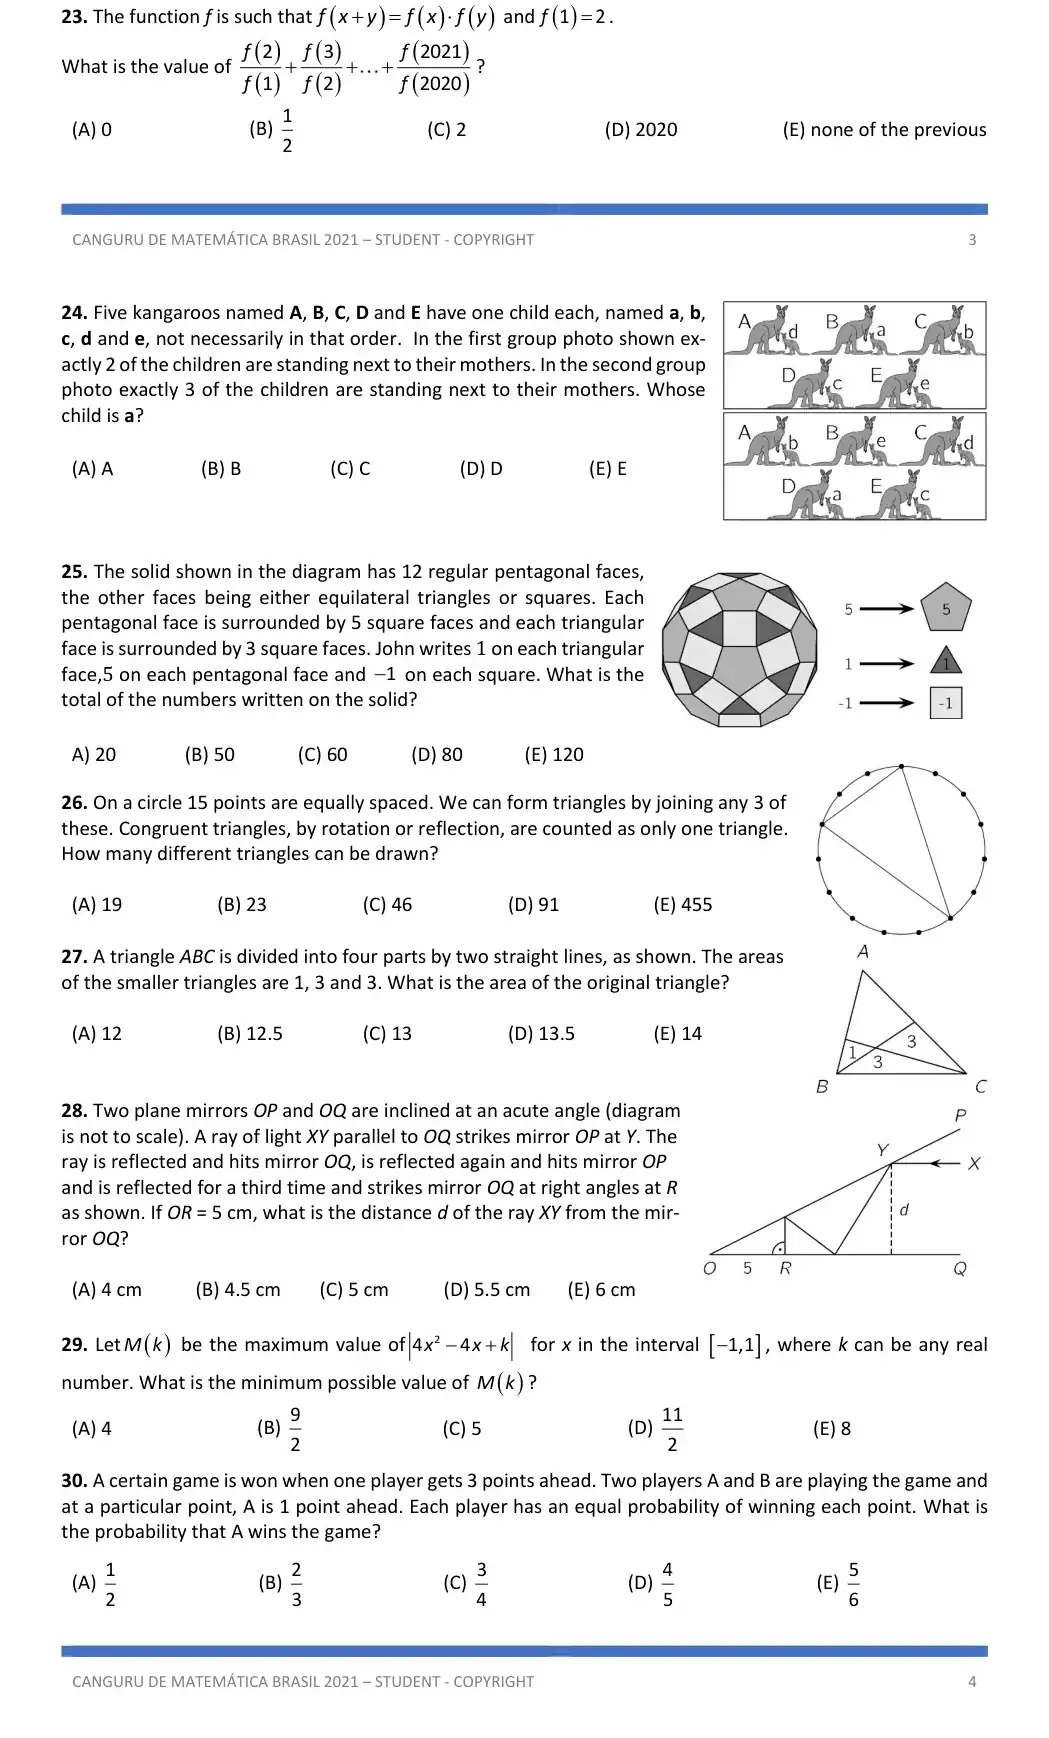 23. The function f is such that f(x+y)=f(x)·f(y) and f(1)=2.
What is the value of f(2)/f(1)+f(3)/f(2)+...+f(2021)/f(2020)?
(A) 0 (B) 1/2 (C) 2 (D) 2020 (E) none of the previous
CANGURU DE MATEMÁTICA BRASIL 2021 – STUDENT - COPYRIGHT 3
24. Five kangaroos named A, B, C, D and E have one child each, named a, b,
c, d and e, not necessarily in that order. In the first group photo shown ex-
actly 2 of the children are standing next to their mothers. In the second group
photo exactly 3 of the children are standing next to their mothers. Whose
child is a?
(A) A (B) B (C) C (D) D (E) E
A d B a C b
D c E e
A b B e C d
D a E c
25. The solid shown in the diagram has 12 regular pentagonal faces,
the other faces being either equilateral triangles or squares. Each
pentagonal face is surrounded by 5 square faces and each triangular
face is surrounded by 3 square faces. John writes 1 on each triangular
face,5 on each pentagonal face and −1 on each square. What is the
total of the numbers written on the solid?
5 5
1 1
-1 -1
A) 20 (B) 50 (C) 60 (D) 80 (E) 120
26. On a circle 15 points are equally spaced. We can form triangles by joining any 3 of
these. Congruent triangles, by rotation or reflection, are counted as only one triangle.
How many different triangles can be drawn?
(A) 19 (B) 23 (C) 46 (D) 91 (E) 455
27. A triangle ABC is divided into four parts by two straight lines, as shown. The areas
of the smaller triangles are 1, 3 and 3. What is the area of the original triangle?
(A) 12 (B) 12.5 (C) 13 (D) 13.5 (E) 14
A
1 3 3
B C
28. Two plane mirrors OP and OQ are inclined at an acute angle (diagram
is not to scale). A ray of light XY parallel to OQ strikes mirror OP at Y. The
ray is reflected and hits mirror OQ, is reflected again and hits mirror OP
and is reflected for a third time and strikes mirror OQ at right angles at R
as shown. If OR = 5 cm, what is the distance d of the ray XY from the mir-
ror OQ?
P
Y X
d
O 5 R Q
(A) 4 cm (B) 4.5 cm (C) 5 cm (D) 5.5 cm (E) 6 cm
29. Let M(k) be the maximum value of |4x² − 4x + k| for x in the interval [−1,1], where k can be any real
number. What is the minimum possible value of M(k)?
(A) 4 (B) 9/2 (C) 5 (D) 11/2 (E) 8
30. A certain game is won when one player gets 3 points ahead. Two players A and B are playing the game and
at a particular point, A is 1 point ahead. Each player has an equal probability of winning each point. What is
the probability that A wins the game?
(A) 1/2 (B) 2/3 (C) 3/4 (D) 4/5 (E) 5/6
CANGURU DE MATEMÁTICA BRASIL 2021 – STUDENT - COPYRIGHT 4